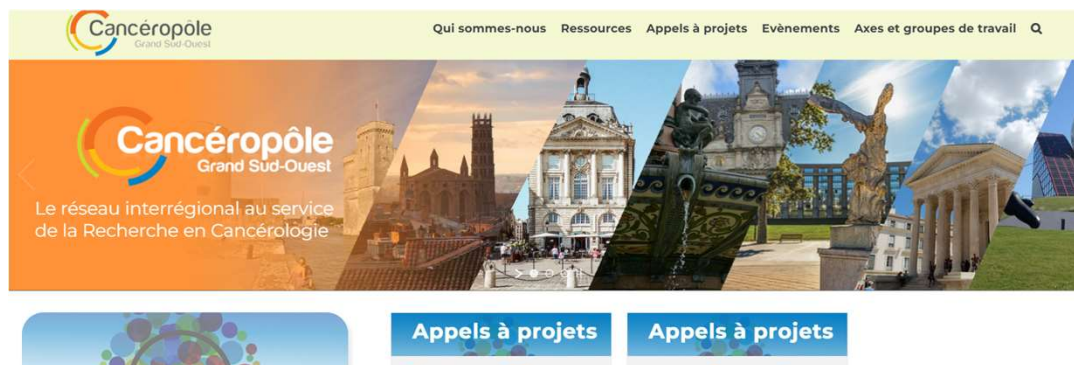 Cancéropôle
Grand Sud-Ouest
Qui sommes-nous Ressources Appels à projets Evènements Axes et groupes de travail
Cancéropôle
Grand Sud-Ouest
Le réseau interrégional au service
de la Recherche en Cancérologie
Appels à projets
Appels à projets